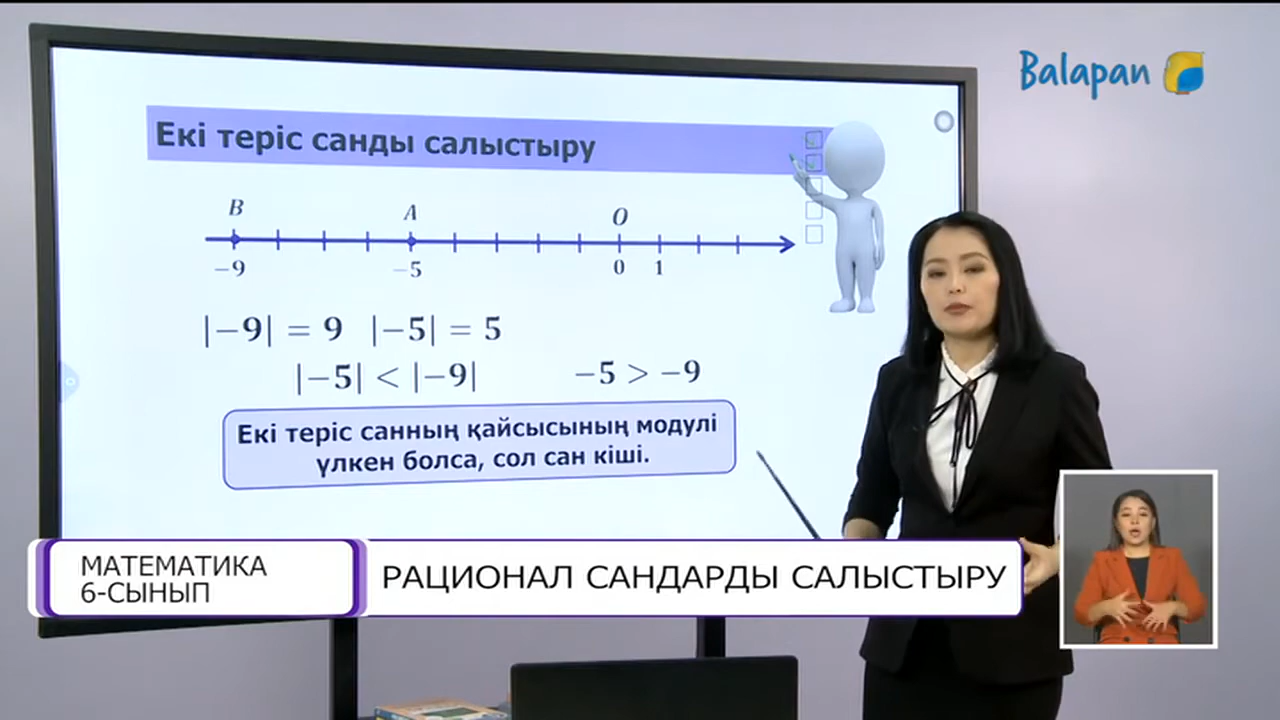 Balapan
Екі теріс санды салыстыру
B A O
−9 −5 0 1
|−9| = 9 |−5| = 5
|−5| < |−9| −5 > −9
Екі теріс санның қайсысының модулі
үлкен болса, сол сан кіші.
МАТЕМАТИКА
6-СЫНЫП
РАЦИОНАЛ САНДАРДЫ САЛЫСТЫРУ